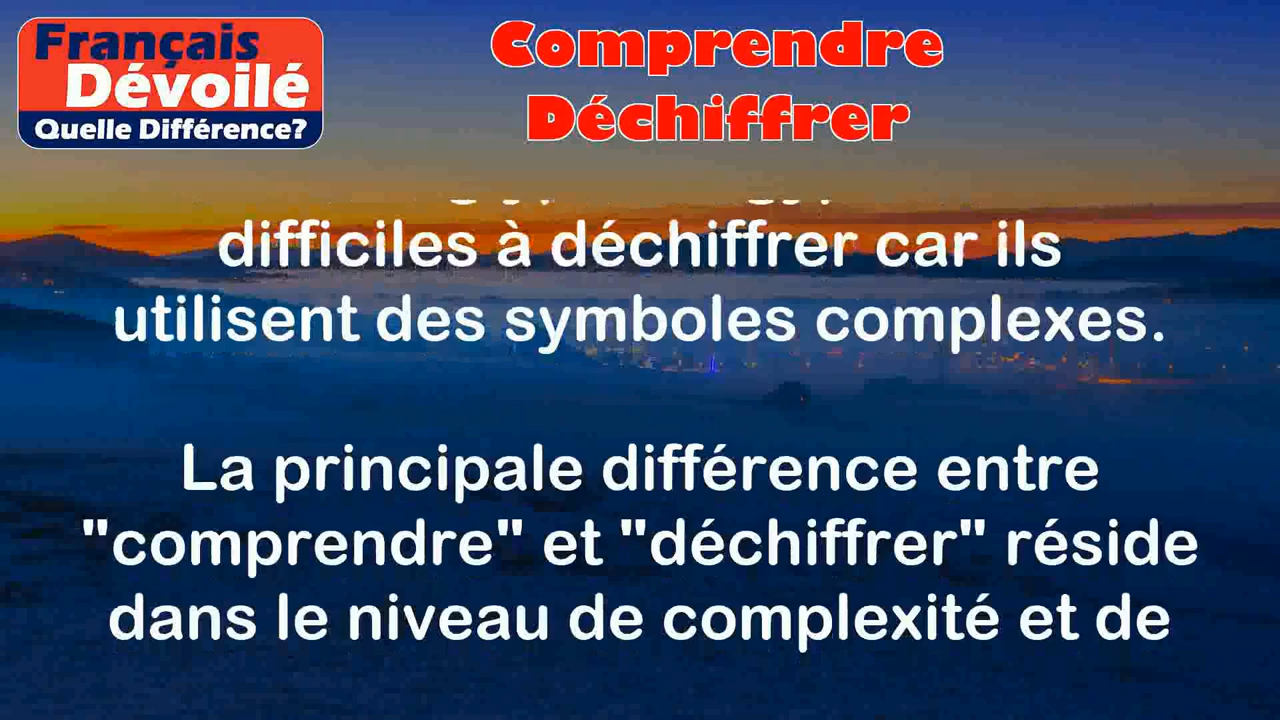 Français
Dévoilé
Quelle Différence?
Comprendre
Déchiffrer
difficiles à déchiffrer car ils
utilisent des symboles complexes.
La principale différence entre
"comprendre" et "déchiffrer" réside
dans le niveau de complexité et de